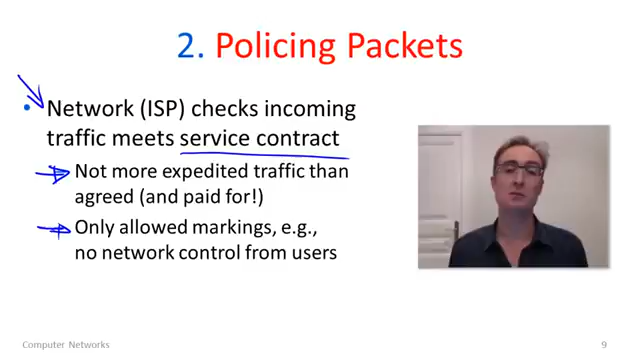 2. Policing Packets
• Network (ISP) checks incoming
traffic meets service contract
Not more expedited traffic than
agreed (and paid for!)
Only allowed markings, e.g.,
no network control from users
Computer Networks
9